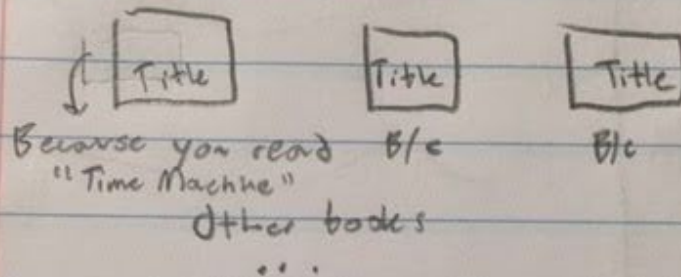 Title Title Title
Because you read B/c B/c
"Time Machine"
Other books
...